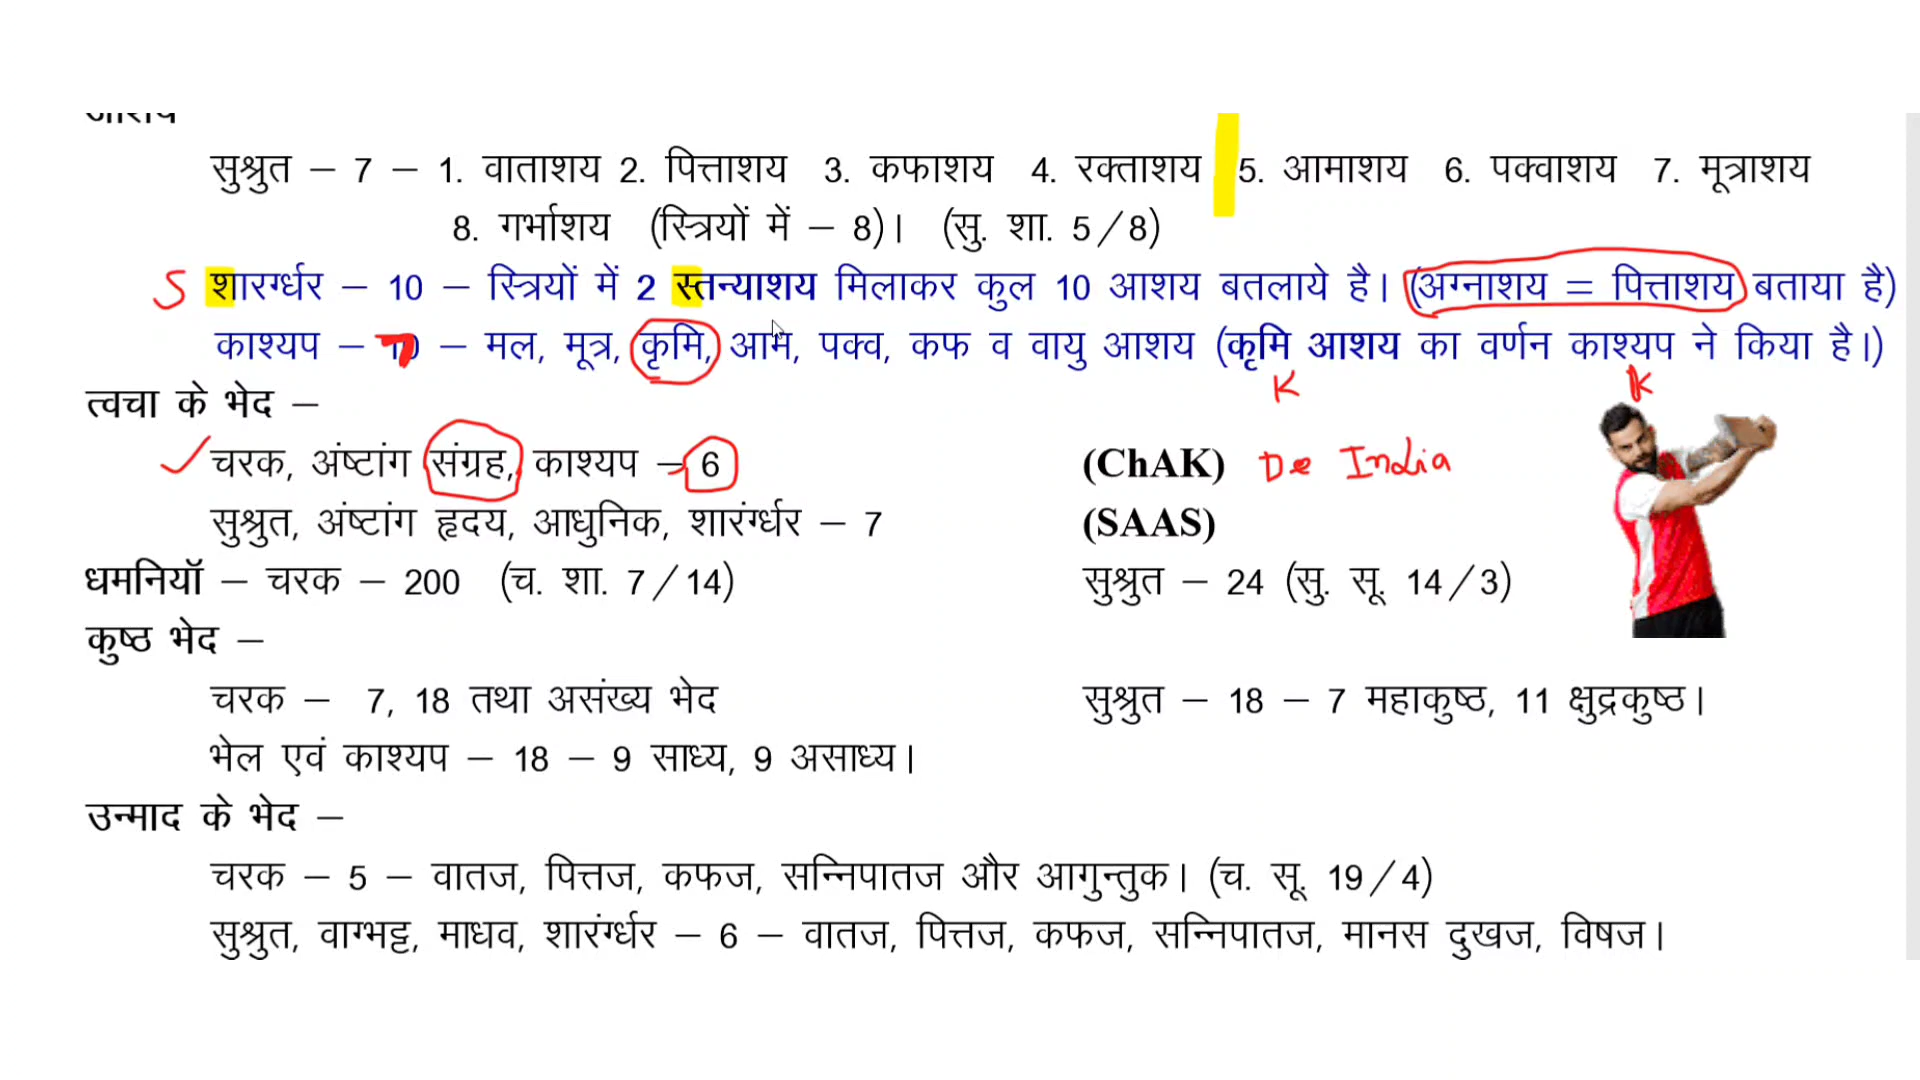 आशय
सुश्रुत – 7 – 1. वाताशय 2. पित्ताशय 3. कफाशय 4. रक्ताशय 5. आमाशय 6. पक्वाशय 7. मूत्राशय
8. गर्भाशय (स्त्रियों में – 8)। (सु. शा. 5/8)
S शारर्ग्धर – 10 – स्त्रियों में 2 स्तन्याशय मिलाकर कुल 10 आशय बतलाये है। (अग्नाशय = पित्ताशय बताया है)
काश्यप – 7 – मल, मूत्र, कृमि, आम, पक्व, कफ व वायु आशय (कृमि आशय का वर्णन काश्यप ने किया है।)
K K
त्वचा के भेद –
चरक, अंष्टांग संग्रह, काश्यप – 6 (ChAK) De India
सुश्रुत, अंष्टांग हृदय, आधुनिक, शारंर्ग्धर – 7 (SAAS)
धमनियॉ – चरक – 200 (च. शा. 7/14) सुश्रुत – 24 (सु. सू. 14/3)
कुष्ठ भेद –
चरक – 7, 18 तथा असंख्य भेद सुश्रुत – 18 – 7 महाकुष्ठ, 11 क्षुद्रकुष्ठ।
भेल एवं काश्यप – 18 – 9 साध्य, 9 असाध्य।
उन्माद के भेद –
चरक – 5 – वातज, पित्तज, कफज, सन्निपातज और आगुन्तुक। (च. सू. 19/4)
सुश्रुत, वाग्भट्ट, माधव, शारंर्ग्धर – 6 – वातज, पित्तज, कफज, सन्निपातज, मानस दुखज, विषज।